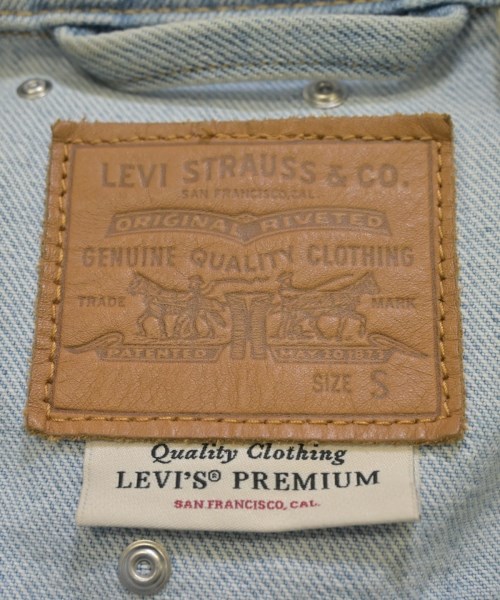 LEVI STRAUSS & CO.
SAN FRANCISCO, CAL.
ORIGINAL RIVETED
GENUINE QUALITY CLOTHING
TRADE MARK
PATENTED MAY 20 1873
SIZE S
Quality Clothing
LEVI'S® PREMIUM
SAN FRANCISCO, CAL.